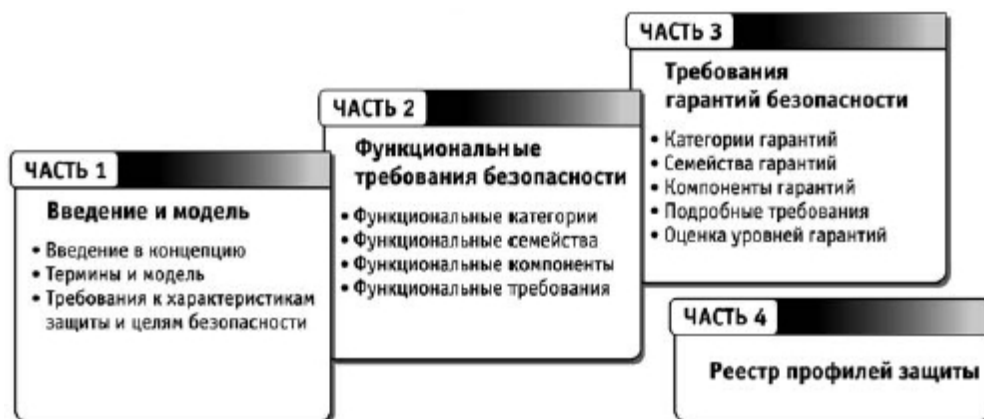 ЧАСТЬ 1
Введение и модель
• Введение в концепцию
• Термины и модель
• Требования к характеристикам
защиты и целям безопасности
ЧАСТЬ 2
Функциональные
требования безопасности
• Функциональные категории
• Функциональные семейства
• Функциональные компоненты
• Функциональные требования
ЧАСТЬ 3
Требования
гарантий безопасности
• Категории гарантий
• Семейства гарантий
• Компоненты гарантий
• Подробные требования
• Оценка уровней гарантий
ЧАСТЬ 4
Реестр профилей защиты